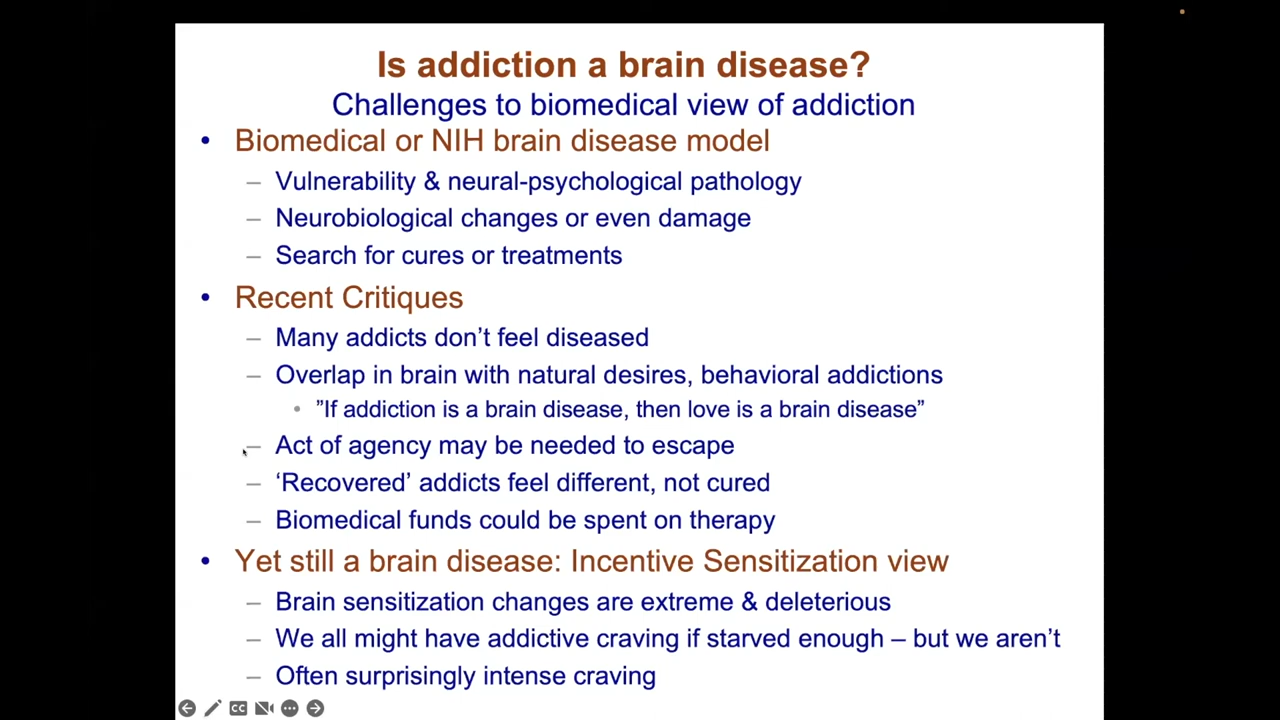 Is addiction a brain disease?
Challenges to biomedical view of addiction
• Biomedical or NIH brain disease model
– Vulnerability & neural-psychological pathology
– Neurobiological changes or even damage
– Search for cures or treatments
• Recent Critiques
– Many addicts don’t feel diseased
– Overlap in brain with natural desires, behavioral addictions
• ”If addiction is a brain disease, then love is a brain disease”
– Act of agency may be needed to escape
– ‘Recovered’ addicts feel different, not cured
– Biomedical funds could be spent on therapy
• Yet still a brain disease: Incentive Sensitization view
– Brain sensitization changes are extreme & deleterious
– We all might have addictive craving if starved enough – but we aren’t
– Often surprisingly intense craving
CC